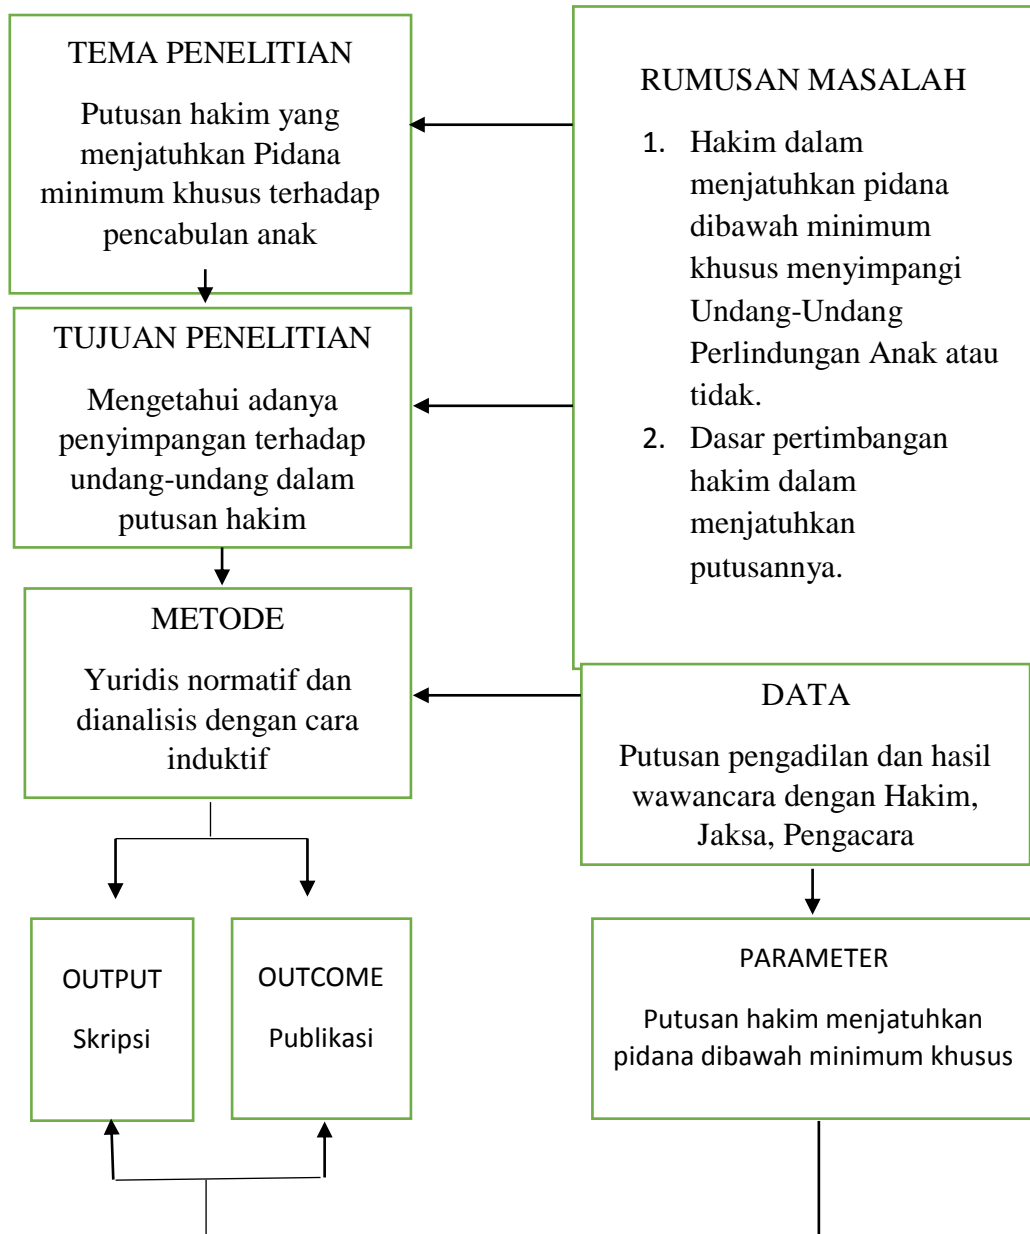 TEMA PENELITIAN
Putusan hakim yang
menjatuhkan Pidana
minimum khusus terhadap
pencabulan anak
RUMUSAN MASALAH
1. Hakim dalam
menjatuhkan pidana
dibawah minimum
khusus menyimpangi
Undang-Undang
Perlindungan Anak atau
tidak.
2. Dasar pertimbangan
hakim dalam
menjatuhkan
putusannya.
TUJUAN PENELITIAN
Mengetahui adanya
penyimpangan terhadap
undang-undang dalam
putusan hakim
METODE
Yuridis normatif dan
dianalisis dengan cara
induktif
DATA
Putusan pengadilan dan hasil
wawancara dengan Hakim,
Jaksa, Pengacara
OUTPUT
Skripsi
OUTCOME
Publikasi
PARAMETER
Putusan hakim menjatuhkan
pidana dibawah minimum khusus